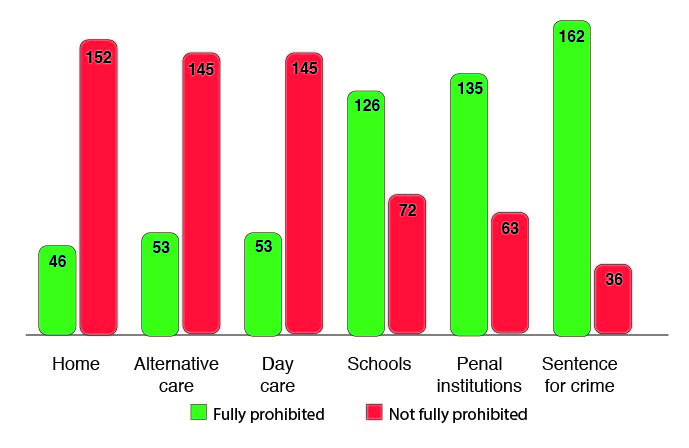 152
145
145
162
135
126
72
63
53
53
46
36
Home
Alternative
care
Day
care
Schools
Penal
institutions
Sentence
for crime
Fully prohibited
Not fully prohibited